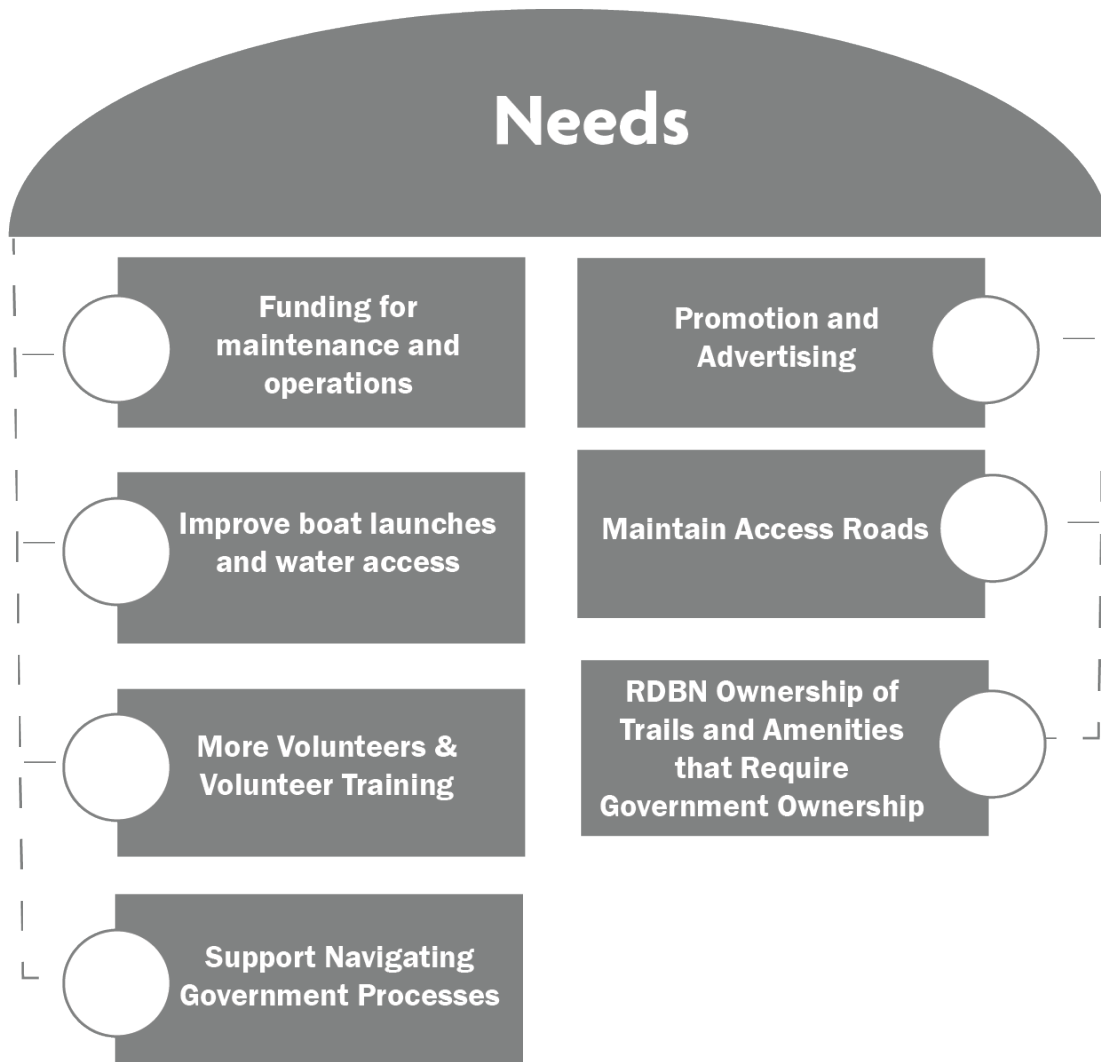 Needs
Funding for
maintenance and
operations
Improve boat launches
and water access
More Volunteers &
Volunteer Training
Support Navigating
Government Processes
Promotion and
Advertising
Maintain Access Roads
RDBN Ownership of
Trails and Amenities
that Require
Government Ownership